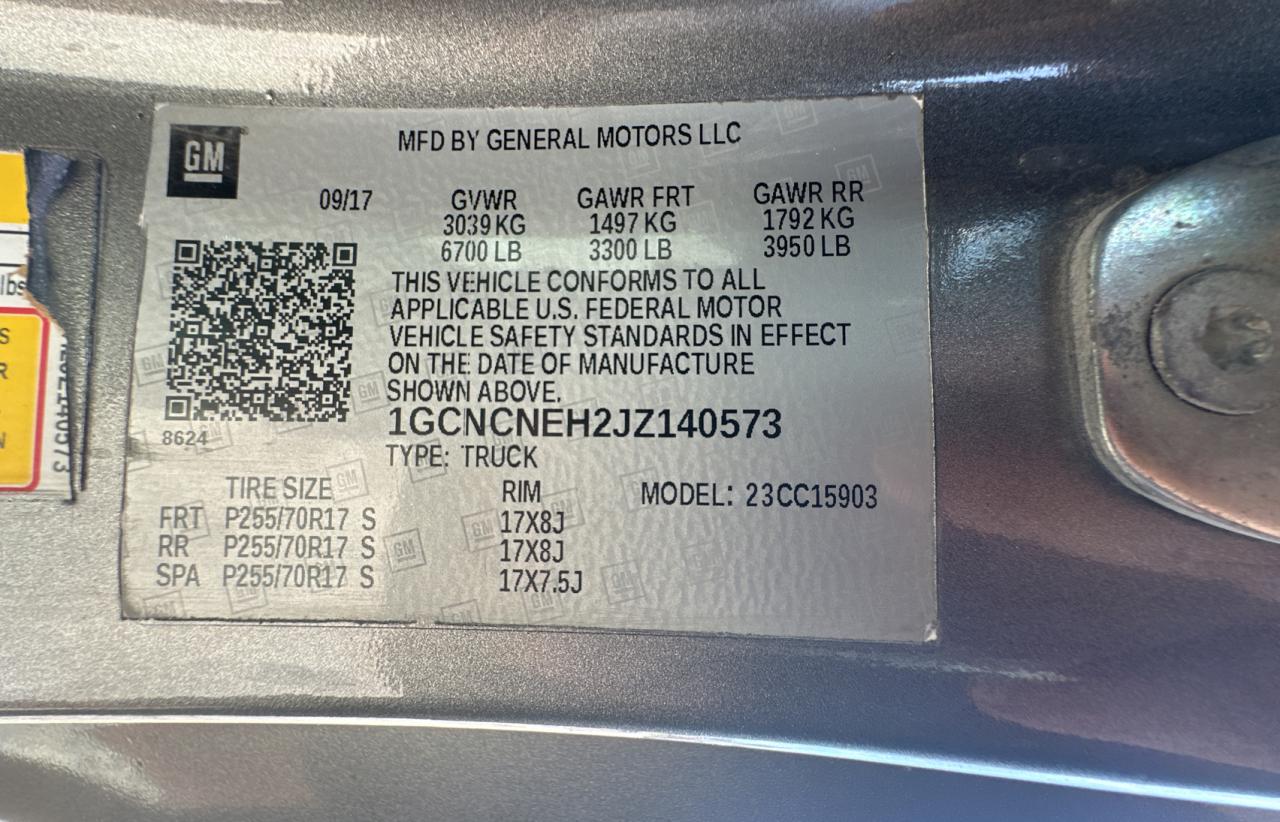 GM
MFD BY GENERAL MOTORS LLC
09/17 GVWR GAWR FRT GAWR RR
3039 KG 1497 KG 1792 KG
6700 LB 3300 LB 3950 LB
THIS VEHICLE CONFORMS TO ALL
APPLICABLE U.S. FEDERAL MOTOR
VEHICLE SAFETY STANDARDS IN EFFECT
ON THE DATE OF MANUFACTURE
SHOWN ABOVE.
8624
1GCNCNEH2JZ140573
TYPE: TRUCK
TIRE SIZE RIM MODEL: 23CC15903
FRT P255/70R17 S 17X8J
RR P255/70R17 S 17X8J
SPA P255/70R17 S 17X7.5J
lbs
S
R
N